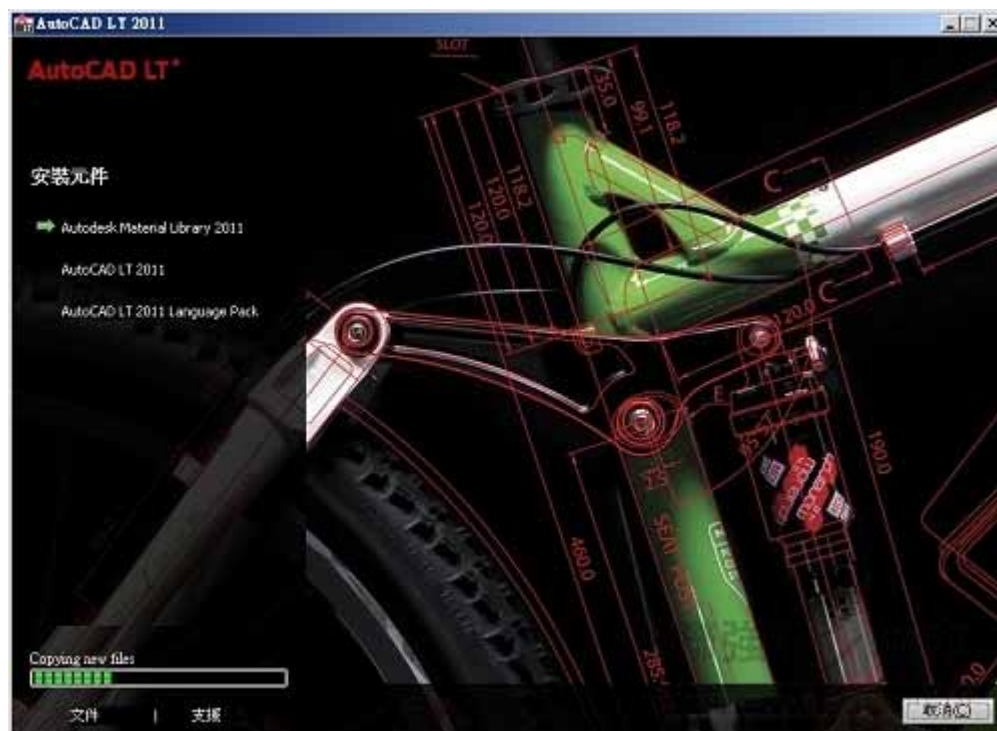 AutoCAD LT 2011
AutoCAD LT
安裝元件
Autodesk Material Library 2011
AutoCAD LT 2011
AutoCAD LT 2011 Language Pack
SLOT
35.0
99.1
118.2
118.2
120.0
120.0
C
C
120.0
E
190.0
SEAT POST
460.0
285.
Copying new files
文件 | 支援
取消(C)